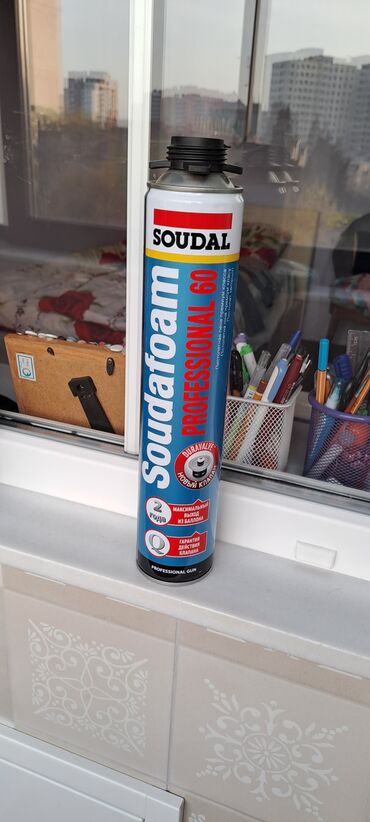 SOUDAL
Soudafoam
PROFESSIONAL 60
DURAVALVE
НОВЫЙ КЛАПАН
2
года
МАКСИМАЛЬНЫЙ
ВЫХОД
ИЗ БАЛЛОНА
Q
ГАРАНТИЯ
ДЕЙСТВИЯ
КЛАПАНА
PROFESSIONAL GUN